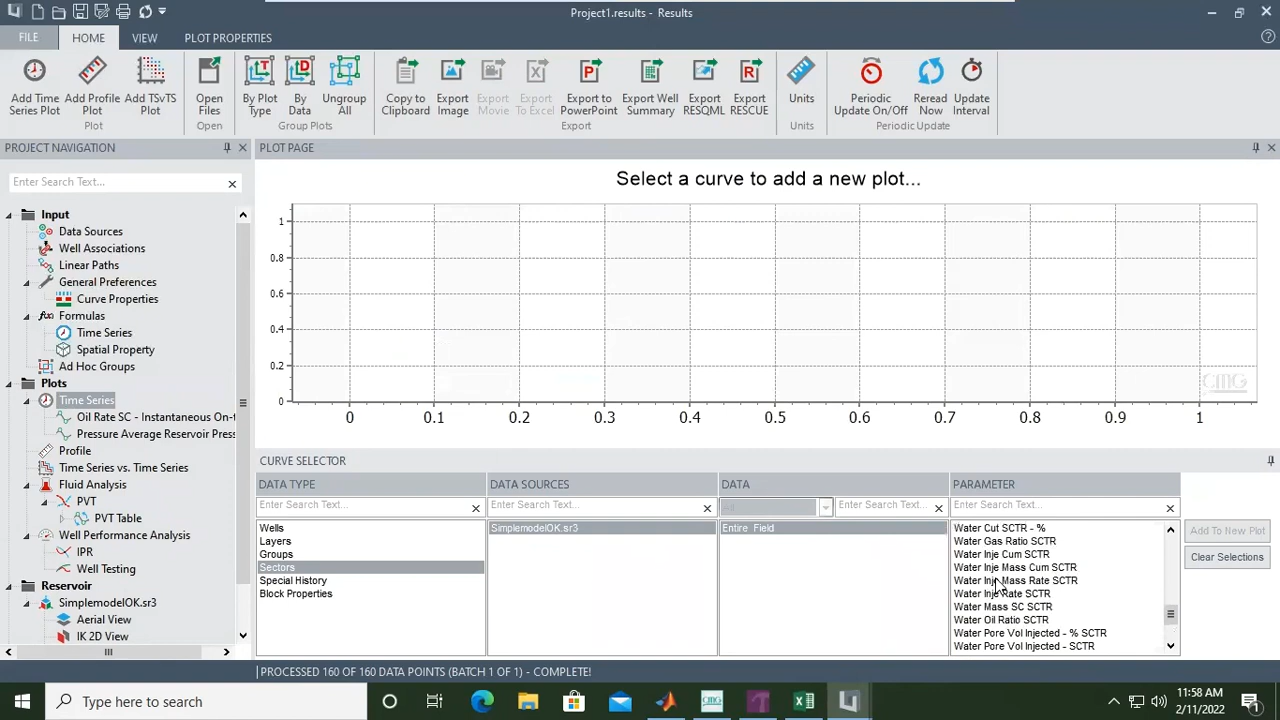 Project1.results - Results
FILE
HOME
VIEW
PLOT PROPERTIES
Add Time Series Plot
Add Profile Plot
Add TSvTS Plot
Plot
Open Files
Open
By Plot Type
By Data
Ungroup All
Group Plots
Copy to Clipboard
Export Image
Export Movie
Export To Excel
Export to PowerPoint
Export Well Summary
Export RESQML
Export RESCUE
Export
Units
Units
Periodic Update On/Off
Reread Now
Update Interval
Periodic Update
PROJECT NAVIGATION
Enter Search Text...
Input
Data Sources
Well Associations
Linear Paths
General Preferences
Curve Properties
Formulas
Time Series
Spatial Property
Ad Hoc Groups
Plots
Time Series
Oil Rate SC - Instantaneous On-t
Pressure Average Reservoir Press
Profile
Time Series vs. Time Series
Fluid Analysis
PVT
PVT Table
Well Performance Analysis
IPR
Well Testing
Reservoir
SimplemodelOK.sr3
Aerial View
IK 2D View
PLOT PAGE
Select a curve to add a new plot...
1
0.8
0.6
0.4
0.2
0
0 0.1 0.2 0.3 0.4 0.5 0.6 0.7 0.8 0.9 1
CMG
CURVE SELECTOR
DATA TYPE
Enter Search Text...
Wells
Layers
Groups
Sectors
Special History
Block Properties
DATA SOURCES
Enter Search Text...
SimplemodelOK.sr3
DATA
All
Enter Search Text...
Entire Field
PARAMETER
Enter Search Text...
Water Cut SCTR - %
Water Gas Ratio SCTR
Water Inje Cum SCTR
Water Inje Mass Cum SCTR
Water Inje Mass Rate SCTR
Water Inje Rate SCTR
Water Mass SC SCTR
Water Oil Ratio SCTR
Water Pore Vol Injected - % SCTR
Water Pore Vol Injected - SCTR
Add To New Plot
Clear Selections
PROCESSED 160 OF 160 DATA POINTS (BATCH 1 OF 1) - COMPLETE!
Type here to search
11:58 AM
2/11/2022